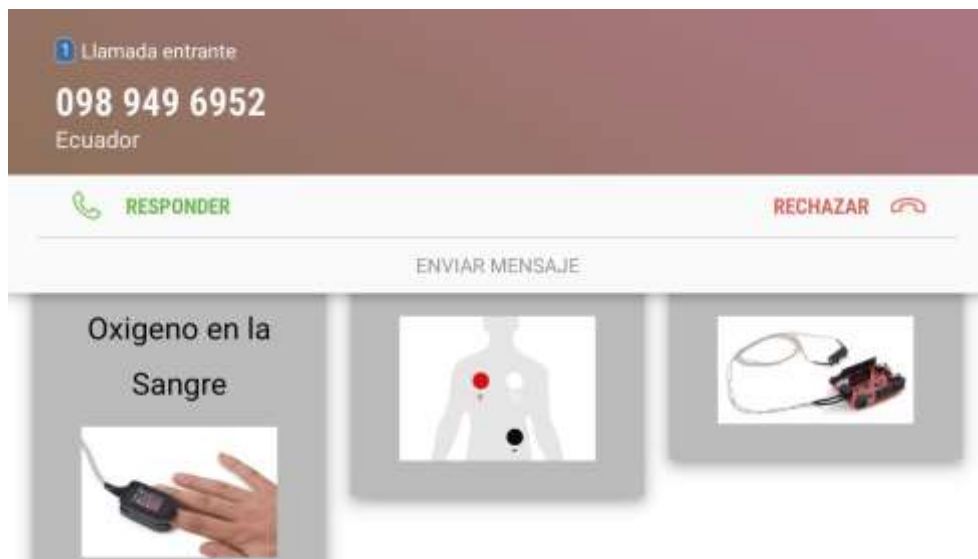 1 Llamada entrante
098 949 6952
Ecuador
RESPONDER
RECHAZAR
ENVIAR MENSAJE
Oxigeno en la
Sangre